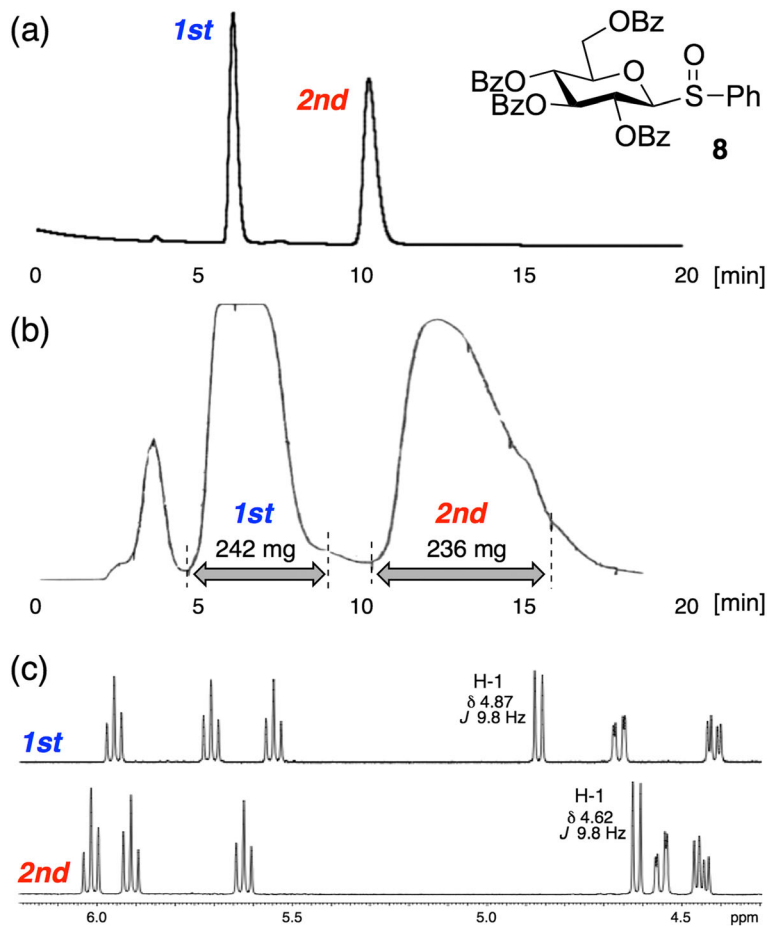 (a)
1st
2nd
OBz
O
O
BzO
S
Ph
BzO
OBz
8
0 5 10 15 20 [min]
(b)
1st
242 mg
2nd
236 mg
0 5 10 15 20 [min]
(c)
H-1
δ 4.87
J 9.8 Hz
1st
H-1
δ 4.62
J 9.8 Hz
2nd
6.0 5.5 5.0 4.5 ppm